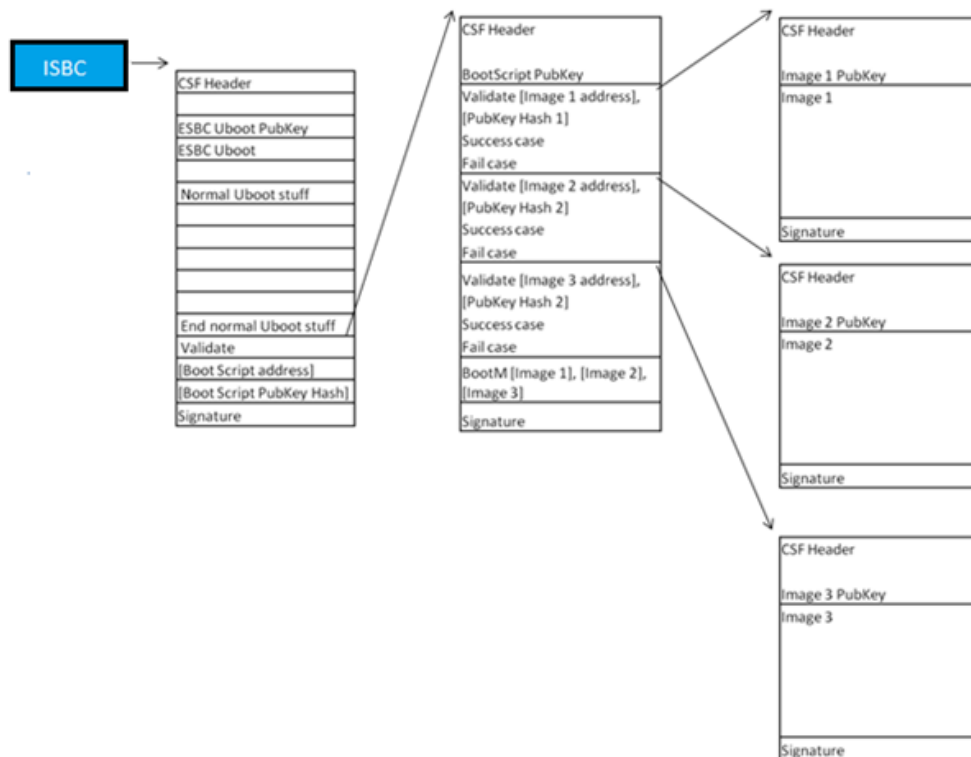 ISBC
CSF Header
ESBC Uboot PubKey
ESBC Uboot
Normal Uboot stuff
End normal Uboot stuff
Validate
[Boot Script address]
[Boot Script PubKey Hash]
Signature
CSF Header
BootScript PubKey
Validate [Image 1 address],
[PubKey Hash 1]
Success case
Fail case
Validate [Image 2 address],
[PubKey Hash 2]
Success case
Fail case
Validate [Image 3 address],
[PubKey Hash 2]
Success case
Fail case
BootM [Image 1], [Image 2],
[Image 3]
Signature
CSF Header
Image 1 PubKey
Image 1
Signature
CSF Header
Image 2 PubKey
Image 2
Signature
CSF Header
Image 3 PubKey
Image 3
Signature